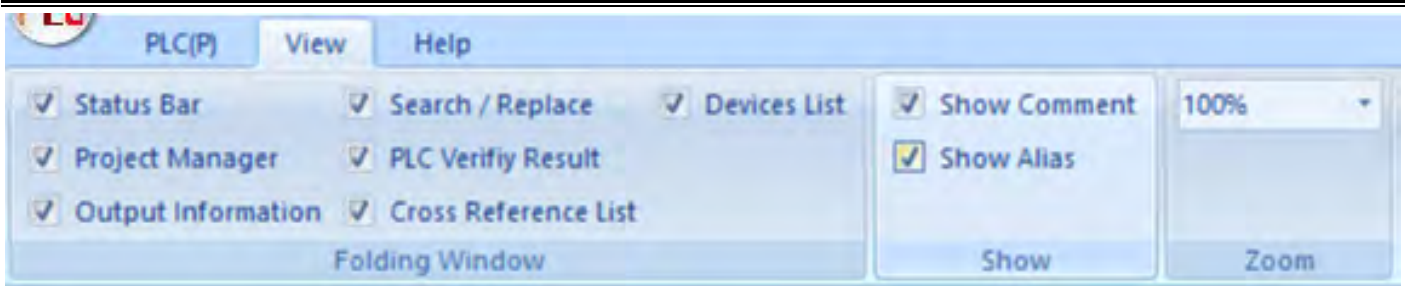 PLC(P) View Help
Status Bar Search / Replace Devices List Show Comment 100%
Project Manager PLC Verifiy Result Show Alias
Output Information Cross Reference List
Folding Window Show Zoom